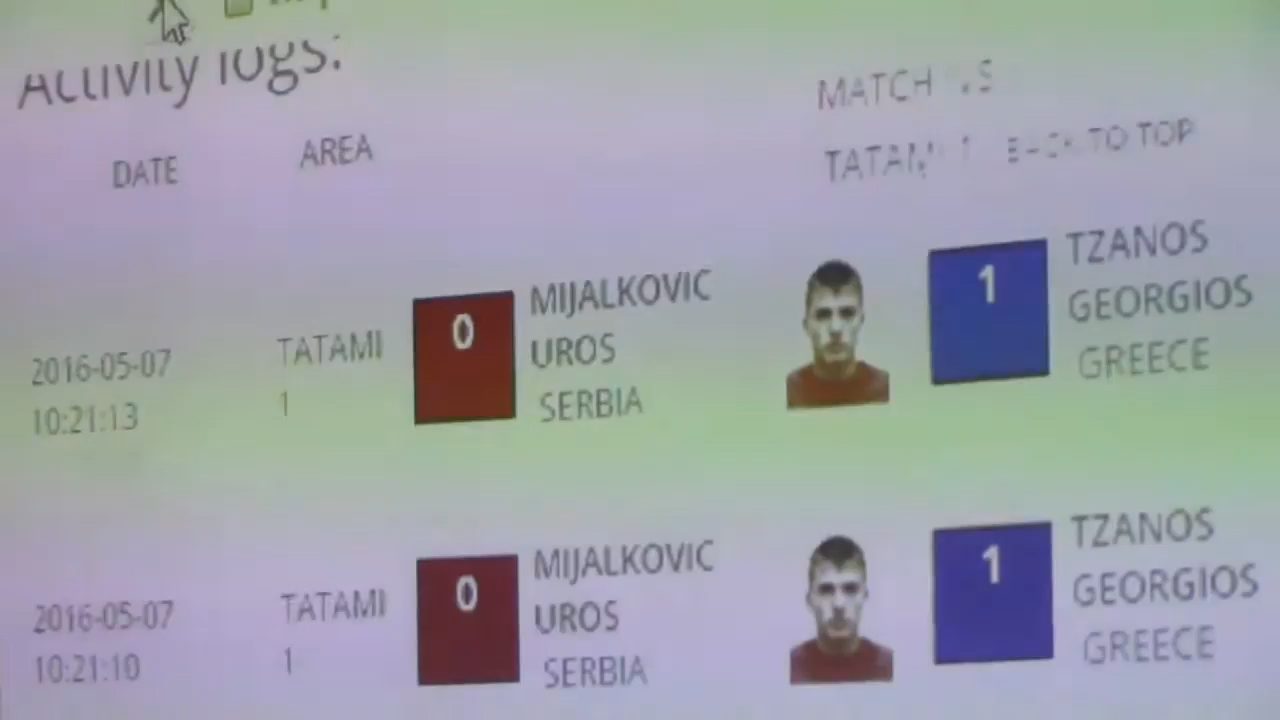 Activity logs:
MATCH
DATE
AREA
BACK TO TOP
2016-05-07
10:21:13
TATAMI
1
0
MIJALKOVIC
UROS
SERBIA
1
TZANOS
GEORGIOS
GREECE
2016-05-07
10:21:10
TATAMI
1
0
MIJALKOVIC
UROS
SERBIA
1
TZANOS
GEORGIOS
GREECE